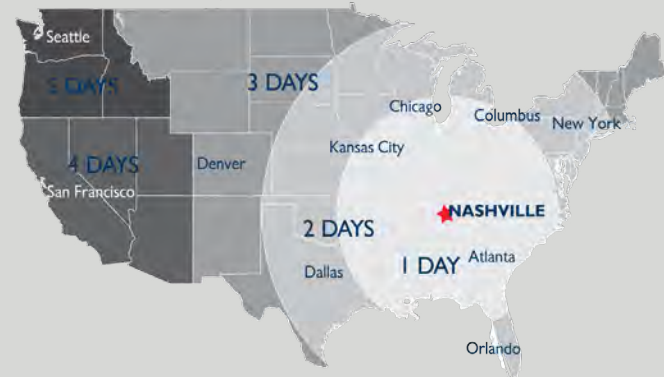 Seattle
5 DAYS
3 DAYS
Chicago
Columbus
New York
Kansas City
4 DAYS
Denver
San Francisco
NASHVILLE
2 DAYS
1 DAY
Atlanta
Dallas
Orlando